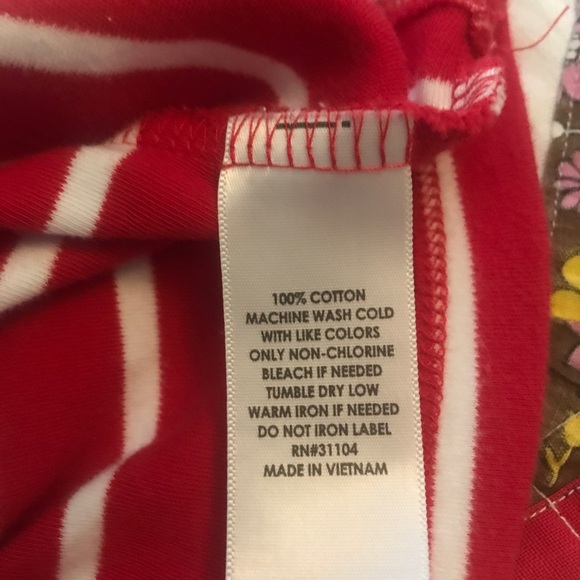 100% COTTON
MACHINE WASH COLD
WITH LIKE COLORS
ONLY NON-CHLORINE
BLEACH IF NEEDED
TUMBLE DRY LOW
WARM IRON IF NEEDED
DO NOT IRON LABEL
RN#31104
MADE IN VIETNAM